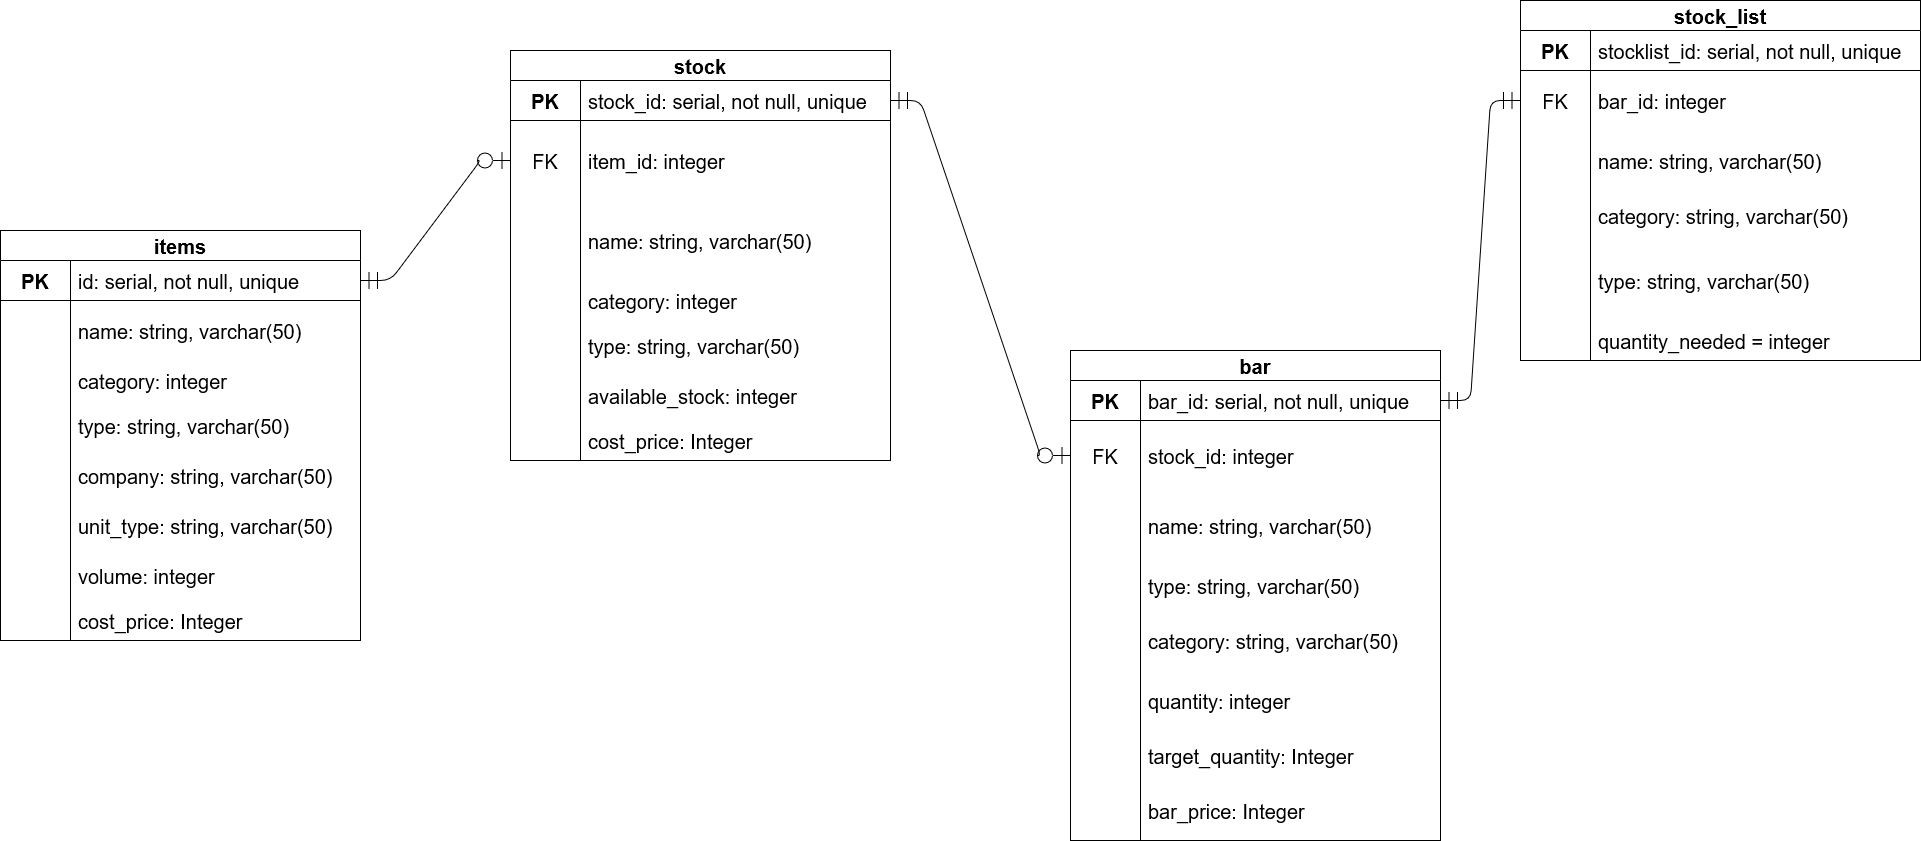 items
PK id: serial, not null, unique
name: string, varchar(50)
category: integer
type: string, varchar(50)
company: string, varchar(50)
unit_type: string, varchar(50)
volume: integer
cost_price: Integer
stock
PK stock_id: serial, not null, unique
FK item_id: integer
name: string, varchar(50)
category: integer
type: string, varchar(50)
available_stock: integer
cost_price: Integer
bar
PK bar_id: serial, not null, unique
FK stock_id: integer
name: string, varchar(50)
type: string, varchar(50)
category: string, varchar(50)
quantity: integer
target_quantity: Integer
bar_price: Integer
stock_list
PK stocklist_id: serial, not null, unique
FK bar_id: integer
name: string, varchar(50)
category: string, varchar(50)
type: string, varchar(50)
quantity_needed = integer